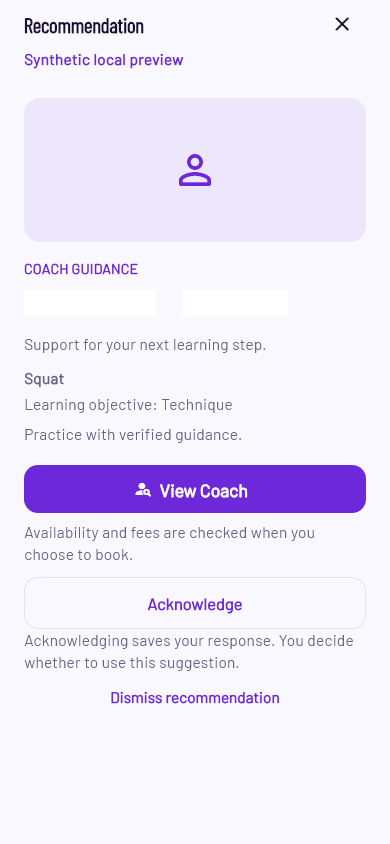 Recommendation
Synthetic local preview
COACH GUIDANCE
Support for your next learning step.
Squat
Learning objective: Technique
Practice with verified guidance.
View Coach
Availability and fees are checked when you
choose to book.
Acknowledge
Acknowledging saves your response. You decide
whether to use this suggestion.
Dismiss recommendation